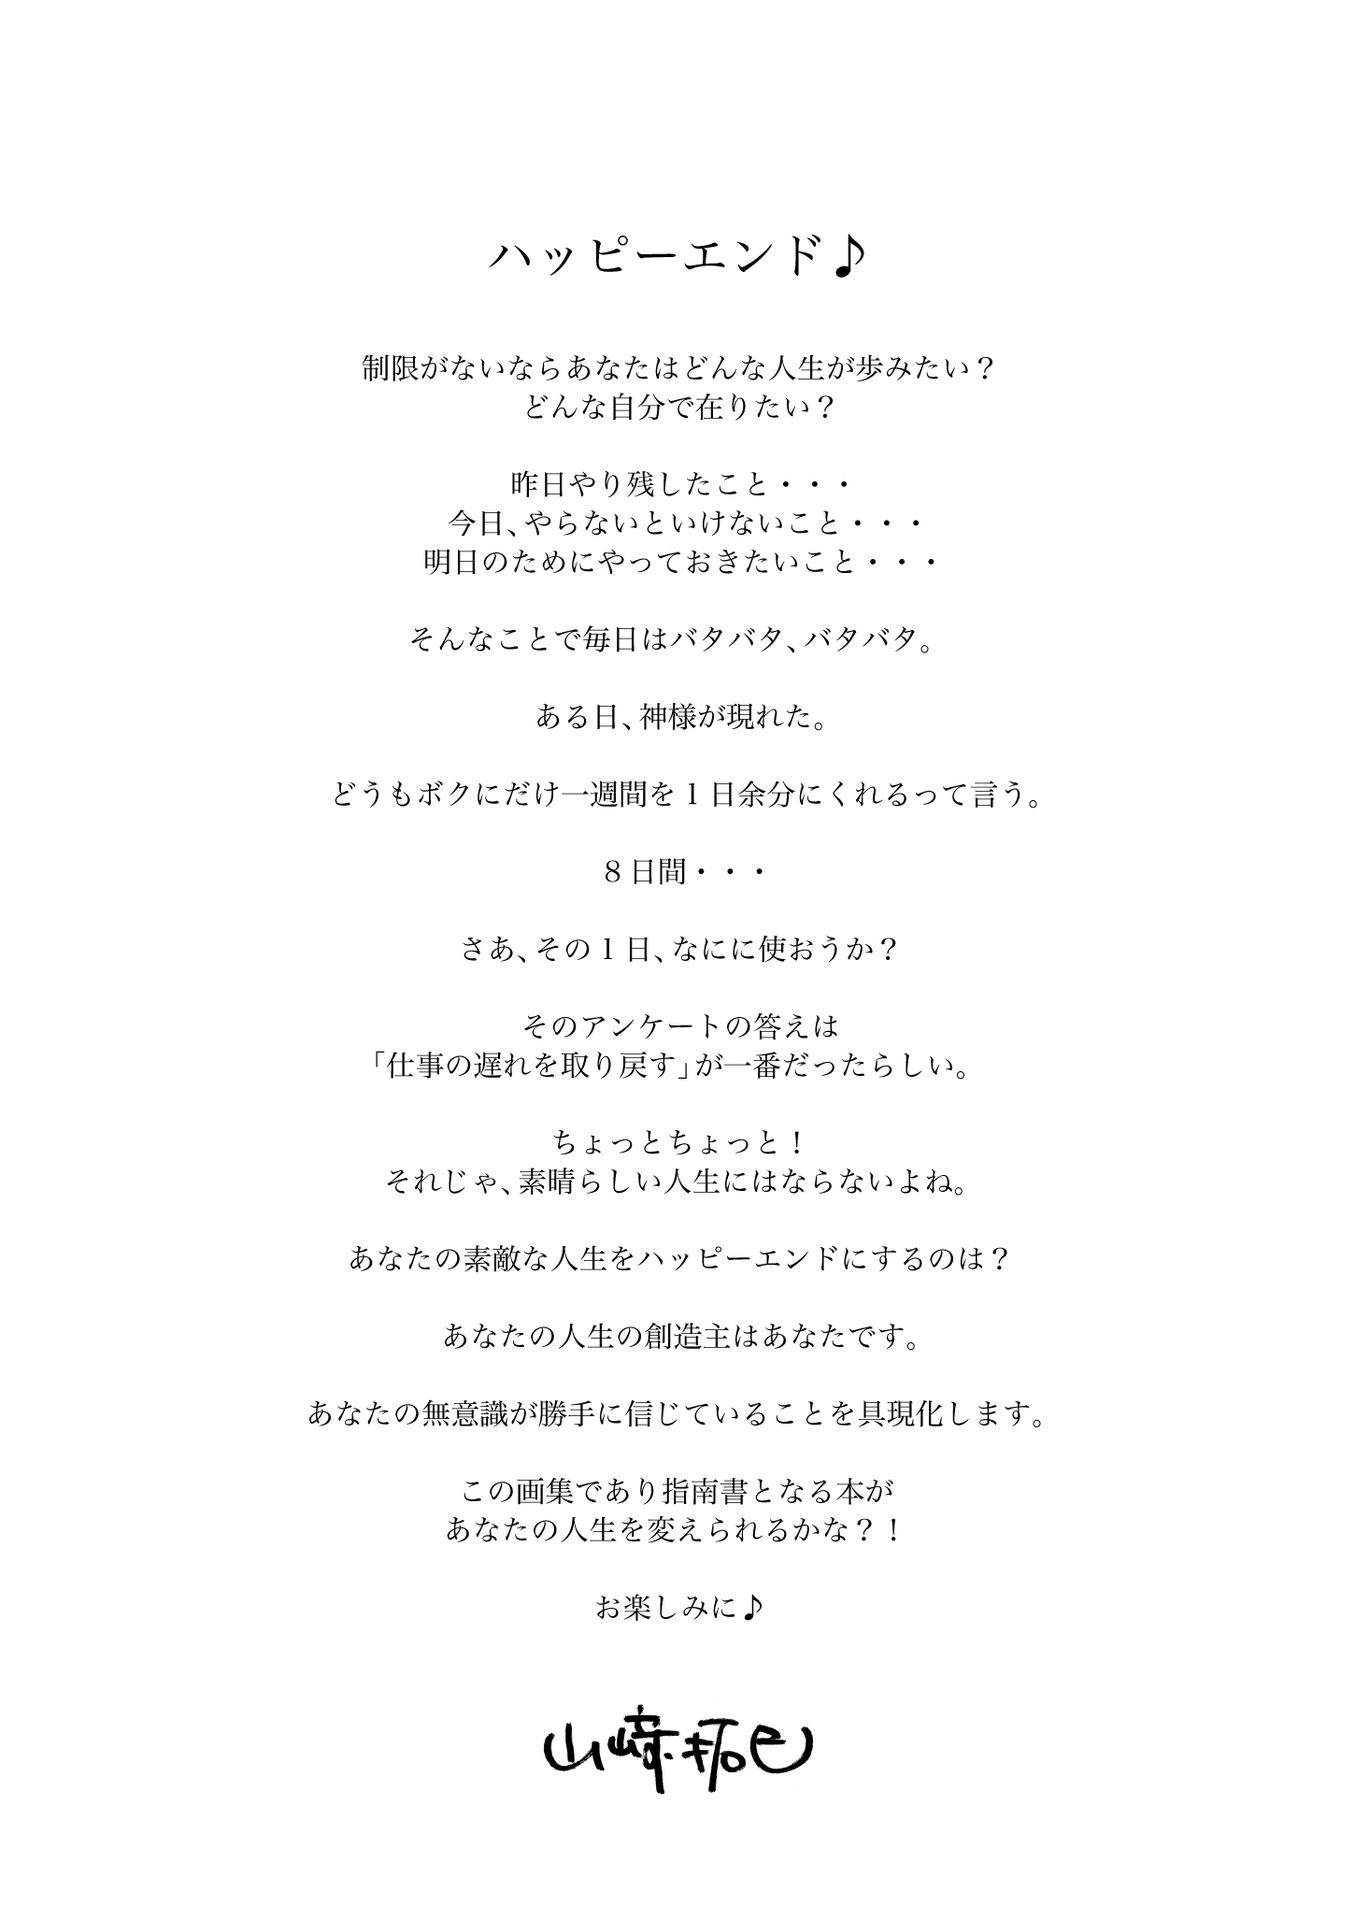 ハッピーエンド♪
制限がないならあなたはどんな人生が歩みたい？
どんな自分で在りたい？
昨日やり残したこと・・・
今日、やらないといけないこと・・・
明日のためにやっておきたいこと・・・
そんなことで毎日はバタバタ、バタバタ。
ある日、神様が現れた。
どうもボクにだけ一週間を1日余分にくれるって言う。
8日間・・・
さあ、その1日、なにに使おうか？
そのアンケートの答えは
「仕事の遅れを取り戻す」が一番だったらしい。
ちょっとちょっと！
それじゃ、素晴らしい人生にはならないよね。
あなたの素敵な人生をハッピーエンドにするのは？
あなたの人生の創造主はあなたです。
あなたの無意識が勝手に信じていることを具現化します。
この画集であり指南書となる本が
あなたの人生を変えられるかな？！
お楽しみに♪
山﨑拓巳